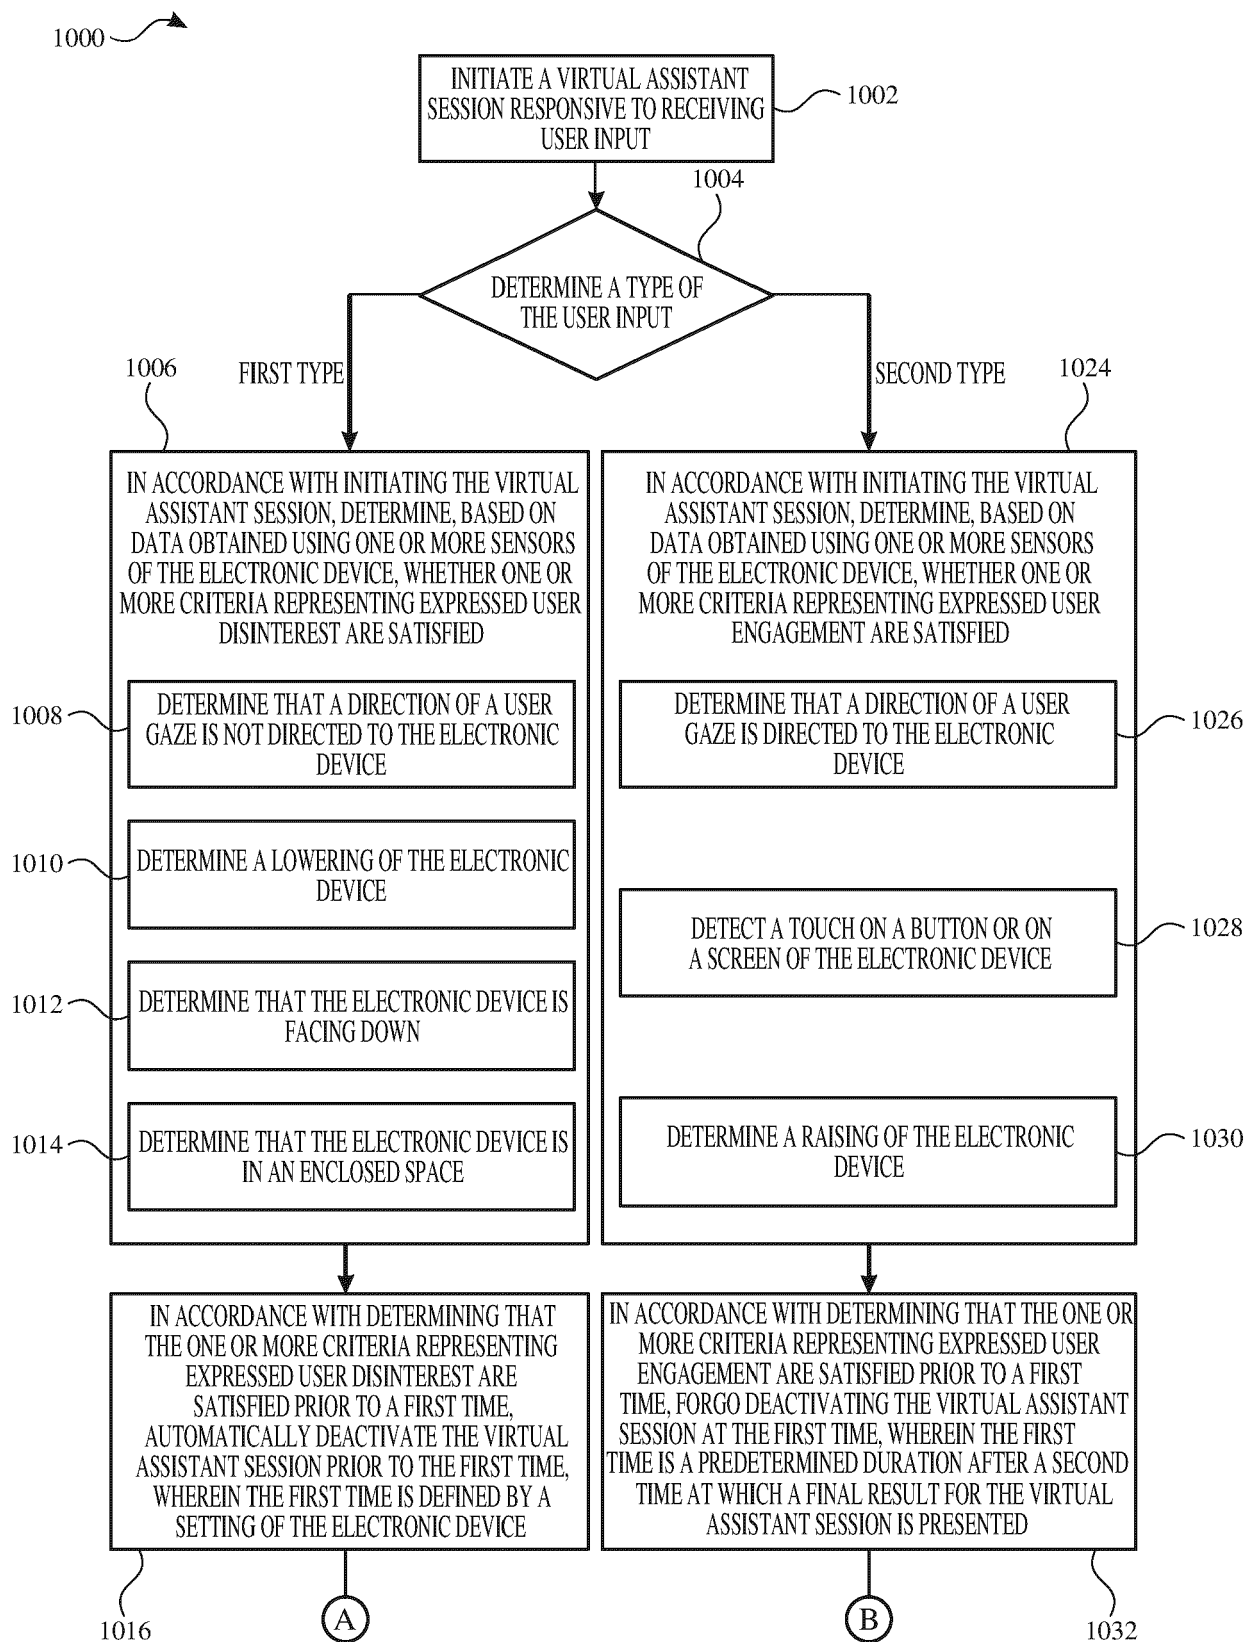 1000
INITIATE A VIRTUAL ASSISTANT
SESSION RESPONSIVE TO RECEIVING
USER INPUT
1002
1004
DETERMINE A TYPE OF
THE USER INPUT
FIRST TYPE
SECOND TYPE
1006
IN ACCORDANCE WITH INITIATING THE VIRTUAL
ASSISTANT SESSION, DETERMINE, BASED ON
DATA OBTAINED USING ONE OR MORE SENSORS
OF THE ELECTRONIC DEVICE, WHETHER ONE OR
MORE CRITERIA REPRESENTING EXPRESSED USER
DISINTEREST ARE SATISFIED
1008
DETERMINE THAT A DIRECTION OF A USER
GAZE IS NOT DIRECTED TO THE ELECTRONIC
DEVICE
1010
DETERMINE A LOWERING OF THE ELECTRONIC
DEVICE
1012
DETERMINE THAT THE ELECTRONIC DEVICE IS
FACING DOWN
1014
DETERMINE THAT THE ELECTRONIC DEVICE IS
IN AN ENCLOSED SPACE
IN ACCORDANCE WITH DETERMINING THAT
THE ONE OR MORE CRITERIA REPRESENTING
EXPRESSED USER DISINTEREST ARE
SATISFIED PRIOR TO A FIRST TIME,
AUTOMATICALLY DEACTIVATE THE VIRTUAL
ASSISTANT SESSION PRIOR TO THE FIRST TIME,
WHEREIN THE FIRST TIME IS DEFINED BY A
SETTING OF THE ELECTRONIC DEVICE
1016
A
1024
IN ACCORDANCE WITH INITIATING THE VIRTUAL
ASSISTANT SESSION, DETERMINE, BASED ON
DATA OBTAINED USING ONE OR MORE SENSORS
OF THE ELECTRONIC DEVICE, WHETHER ONE OR
MORE CRITERIA REPRESENTING EXPRESSED USER
ENGAGEMENT ARE SATISFIED
DETERMINE THAT A DIRECTION OF A USER
GAZE IS DIRECTED TO THE ELECTRONIC
DEVICE
1026
DETECT A TOUCH ON A BUTTON OR ON
A SCREEN OF THE ELECTRONIC DEVICE
1028
DETERMINE A RAISING OF THE ELECTRONIC
DEVICE
1030
IN ACCORDANCE WITH DETERMINING THAT THE ONE OR
MORE CRITERIA REPRESENTING EXPRESSED USER
ENGAGEMENT ARE SATISFIED PRIOR TO A FIRST
TIME, FORGO DEACTIVATING THE VIRTUAL ASSISTANT
SESSION AT THE FIRST TIME, WHEREIN THE FIRST
TIME IS A PREDETERMINED DURATION AFTER A SECOND
TIME AT WHICH A FINAL RESULT FOR THE VIRTUAL
ASSISTANT SESSION IS PRESENTED
B
1032